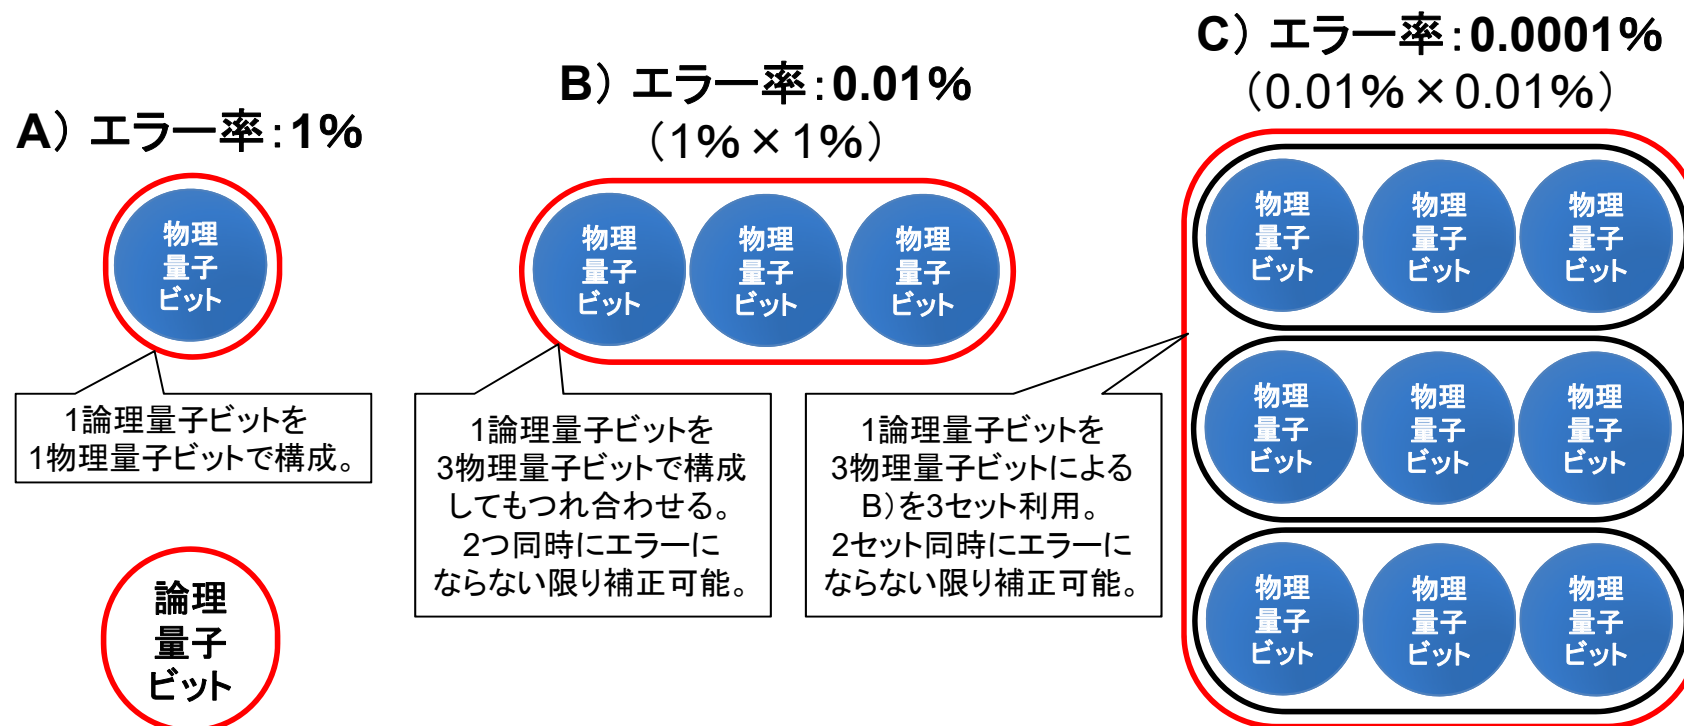 A）エラー率：1%
物理
量子
ビット
1論理量子ビットを
1物理量子ビットで構成。
論理
量子
ビット
B）エラー率：0.01%
（1%×1%）
物理
量子
ビット
物理
量子
ビット
物理
量子
ビット
1論理量子ビットを
3物理量子ビットで構成
してもつれ合わせる。
2つ同時にエラーに
ならない限り補正可能。
C）エラー率：0.0001%
（0.01%×0.01%）
物理
量子
ビット
物理
量子
ビット
物理
量子
ビット
物理
量子
ビット
物理
量子
ビット
物理
量子
ビット
物理
量子
ビット
物理
量子
ビット
物理
量子
ビット
1論理量子ビットを
3物理量子ビットによる
B）を3セット利用。
2セット同時にエラーに
ならない限り補正可能。